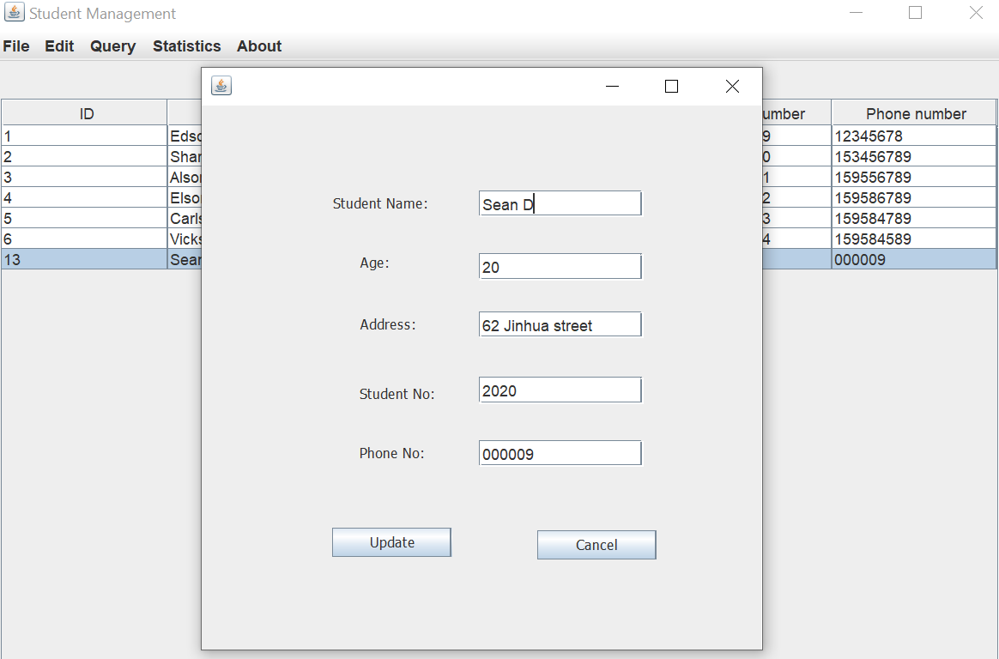 Student Management
File Edit Query Statistics About
ID umber Phone number
1 Edsc 9 12345678
2 Shar 0 153456789
3 Alsor 1 159556789
4 Elsor 2 159586789
5 Carls 3 159584789
6 Vicks 4 159584589
13 Sear 000009
Student Name: Sean D
Age: 20
Address: 62 Jinhua street
Student No: 2020
Phone No: 000009
Update Cancel